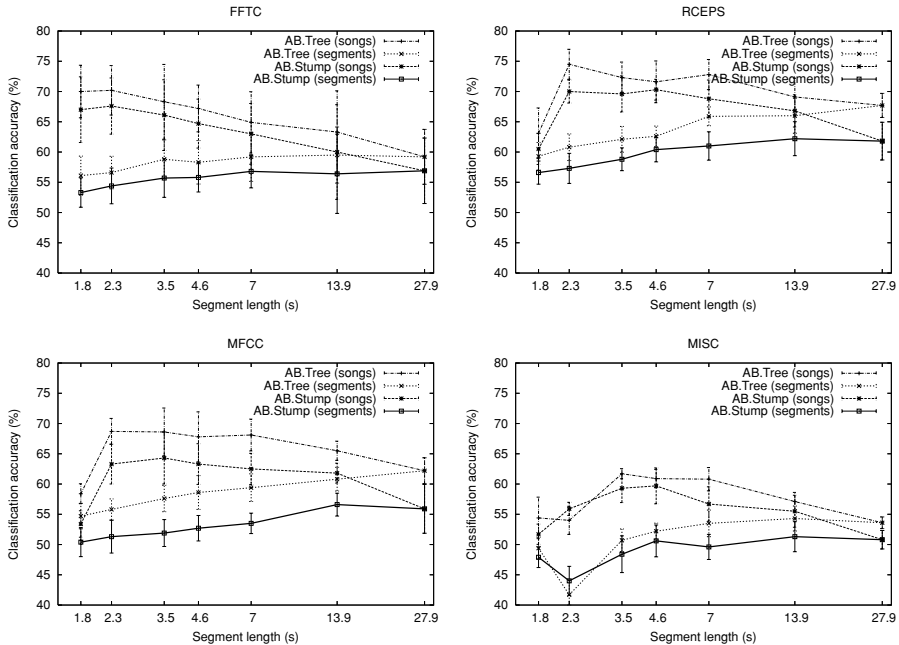 FFTC
80
75
70
65
60
55
50
45
40
Classification accuracy (%)
AB.Tree (songs)
AB.Tree (segments)
AB.Stump (songs)
AB.Stump (segments)
1.8 2.3 3.5 4.6 7 13.9 27.9
Segment length (s)
RCEPS
80
75
70
65
60
55
50
45
40
Classification accuracy (%)
AB.Tree (songs)
AB.Tree (segments)
AB.Stump (songs)
AB.Stump (segments)
1.8 2.3 3.5 4.6 7 13.9 27.9
Segment length (s)
MFCC
80
75
70
65
60
55
50
45
40
Classification accuracy (%)
AB.Tree (songs)
AB.Tree (segments)
AB.Stump (songs)
AB.Stump (segments)
1.8 2.3 3.5 4.6 7 13.9 27.9
Segment length (s)
MISC
80
75
70
65
60
55
50
45
40
Classification accuracy (%)
AB.Tree (songs)
AB.Tree (segments)
AB.Stump (songs)
AB.Stump (segments)
1.8 2.3 3.5 4.6 7 13.9 27.9
Segment length (s)